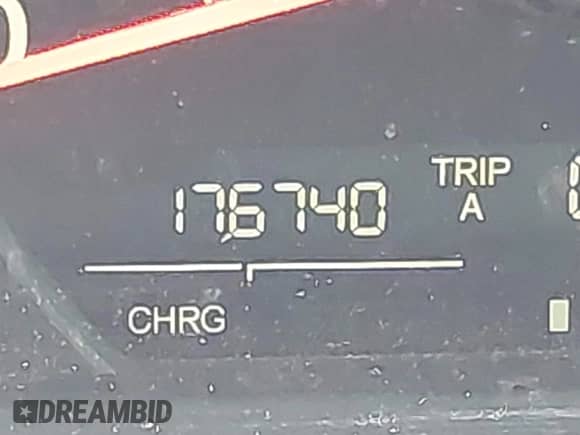 176740
TRIP
A
CHRG
DREAMBID